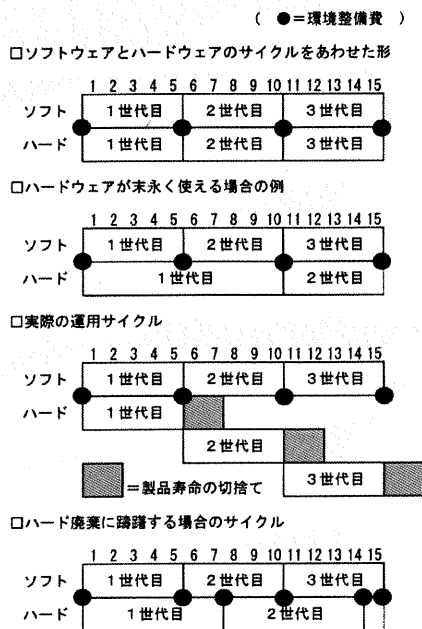 ( ●=環境整備費 )
□ソフトウェアとハードウェアのサイクルをあわせた形
1 2 3 4 5 6 7 8 9 10 11 12 13 14 15
ソフト 1世代目 2世代目 3世代目
ハード 1世代目 2世代目 3世代目
□ハードウェアが末永く使える場合の例
1 2 3 4 5 6 7 8 9 10 11 12 13 14 15
ソフト 1世代目 2世代目 3世代目
ハード 1世代目 2世代目
□実際の運用サイクル
1 2 3 4 5 6 7 8 9 10 11 12 13 14 15
ソフト 1世代目 2世代目 3世代目
ハード 1世代目
2世代目
=製品寿命の切捨て 3世代目
□ハード廃棄に躊躇する場合のサイクル
1 2 3 4 5 6 7 8 9 10 11 12 13 14 15
ソフト 1世代目 2世代目 3世代目
ハード 1世代目 2世代目